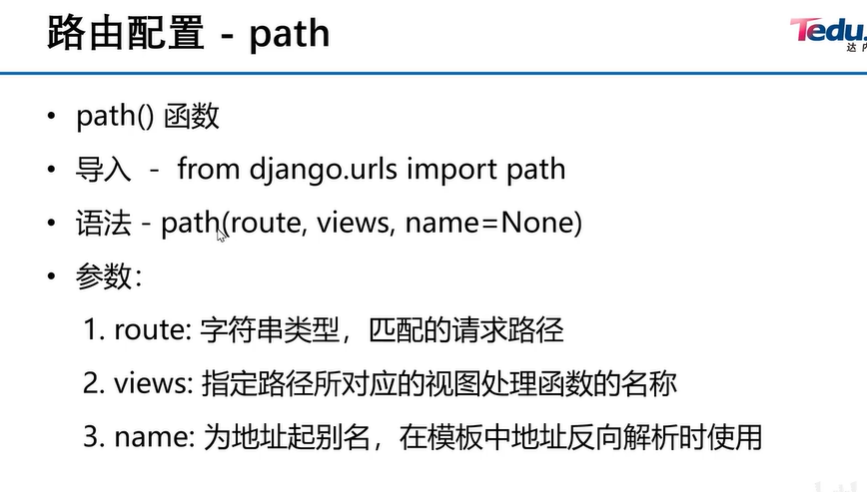 路由配置 - path
Tedu.
达内
• path() 函数
• 导入 - from django.urls import path
• 语法 - path(route, views, name=None)
• 参数：
1. route: 字符串类型，匹配的请求路径
2. views: 指定路径所对应的视图处理函数的名称
3. name: 为地址起别名，在模板中地址反向解析时使用